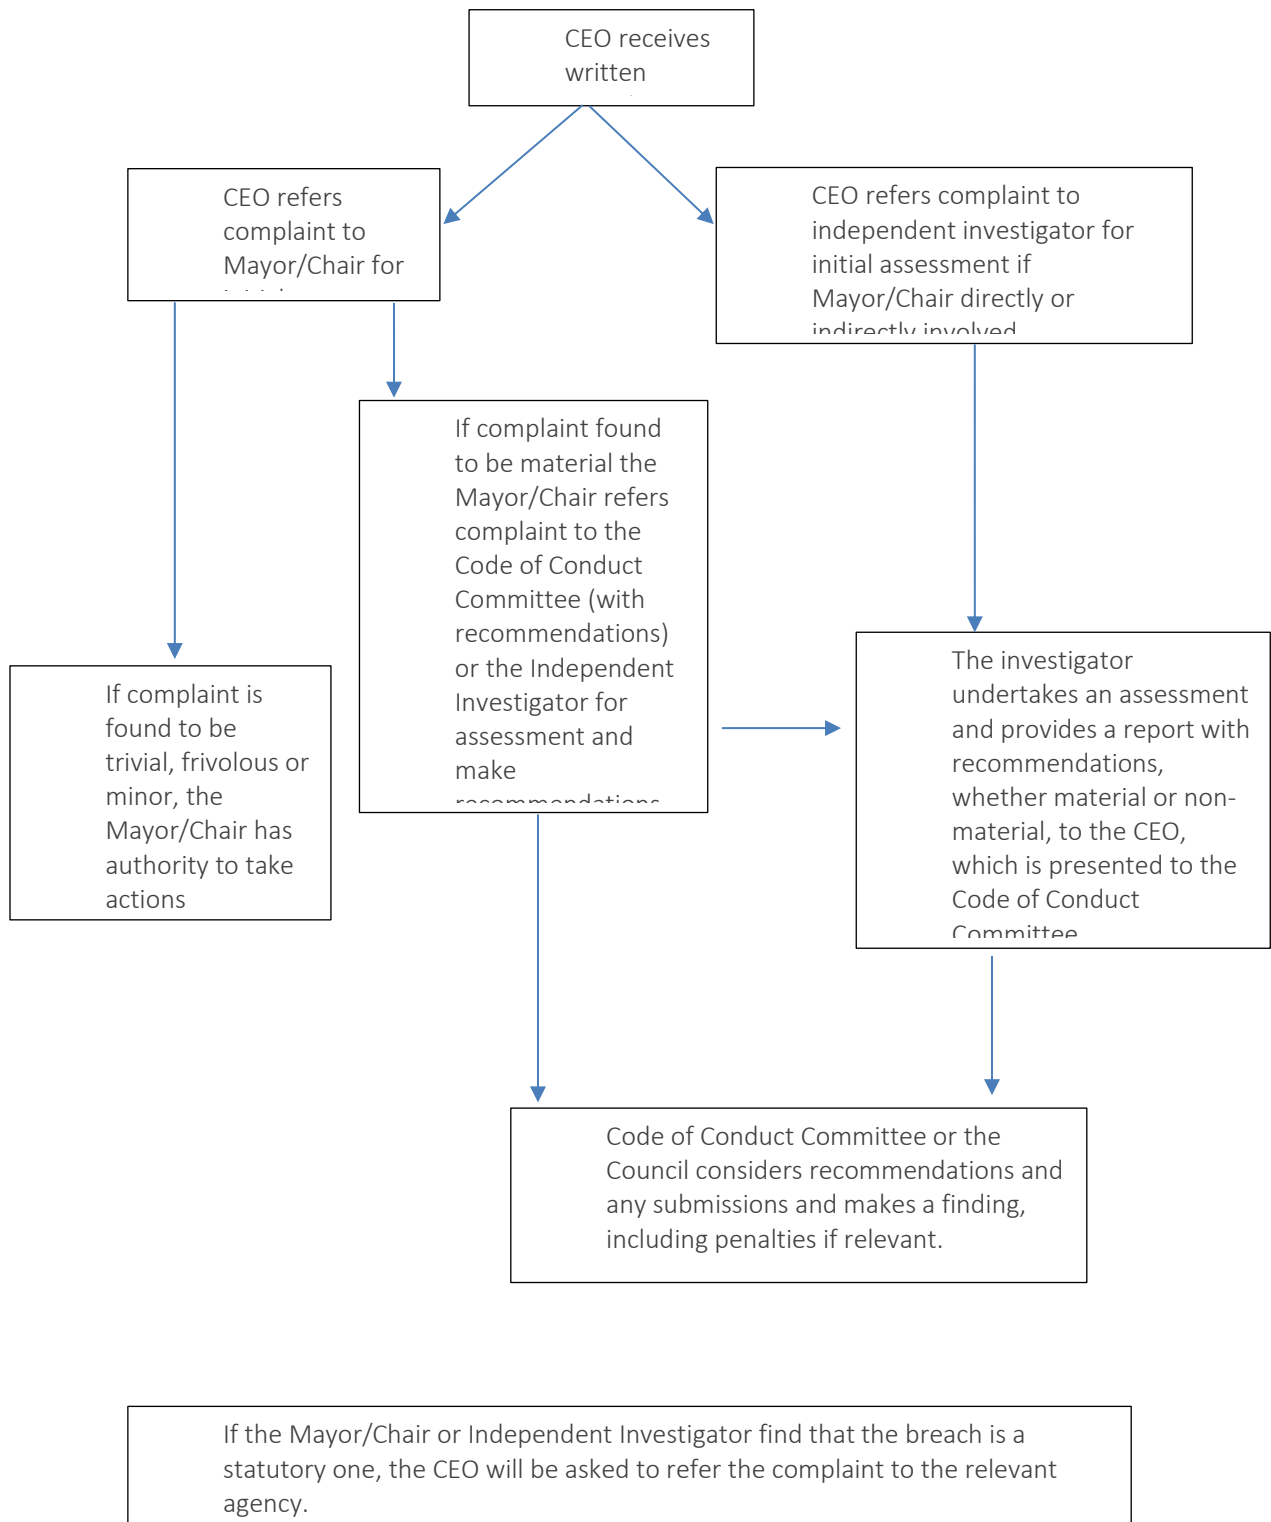 CEO receives
written
CEO refers
complaint to
Mayor/Chair for
CEO refers complaint to
independent investigator for
initial assessment if
Mayor/Chair directly or
indirectly involved
If complaint found
to be material the
Mayor/Chair refers
complaint to the
Code of Conduct
Committee (with
recommendations)
or the Independent
Investigator for
assessment and
make
recommendations
The investigator
undertakes an assessment
and provides a report with
recommendations,
whether material or non-
material, to the CEO,
which is presented to the
Code of Conduct
Committee
If complaint is
found to be
trivial, frivolous or
minor, the
Mayor/Chair has
authority to take
actions
Code of Conduct Committee or the
Council considers recommendations and
any submissions and makes a finding,
including penalties if relevant.
If the Mayor/Chair or Independent Investigator find that the breach is a
statutory one, the CEO will be asked to refer the complaint to the relevant
agency.